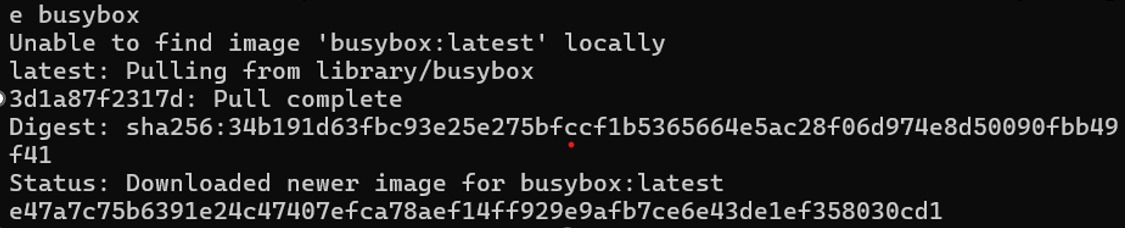 e busybox
Unable to find image 'busybox:latest' locally
latest: Pulling from library/busybox
3d1a87f2317d: Pull complete
Digest: sha256:34b191d63fbc93e25e275bfccf1b5365664e5ac28f06d974e8d50090fbb49
f41
Status: Downloaded newer image for busybox:latest
e47a7c75b6391e24c47407efca78aef14ff929e9afb7ce6e43de1ef358030cd1